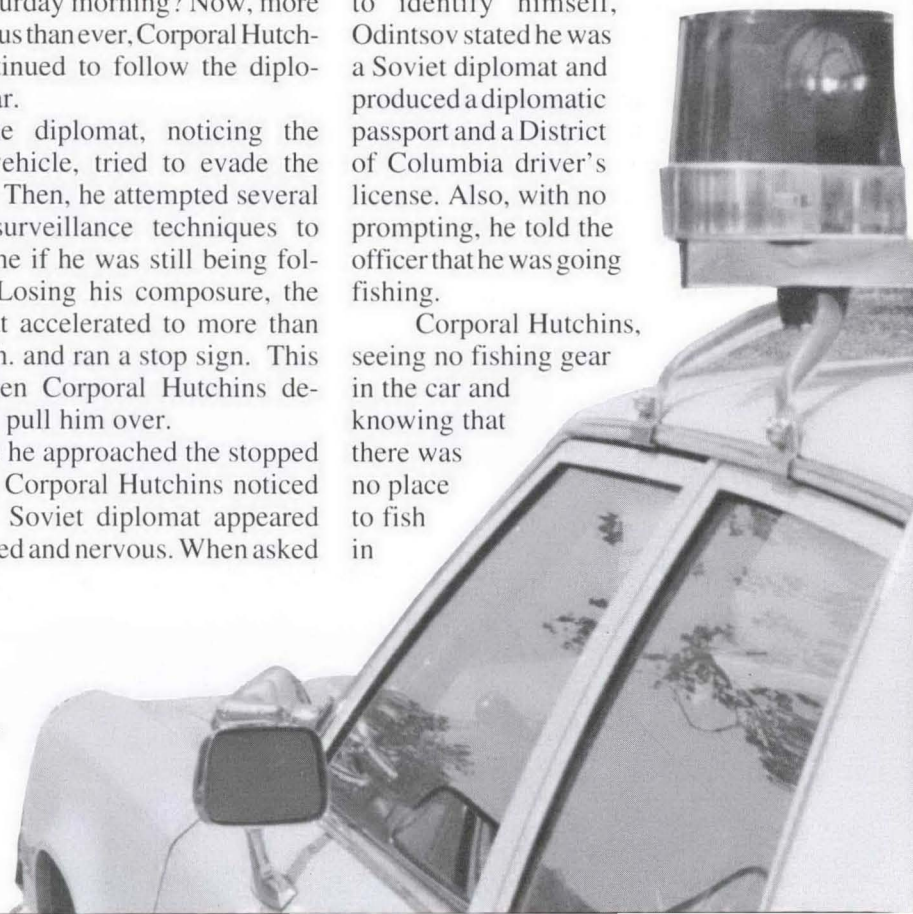 urday morning? Now, more
us than ever, Corporal Hutch-
tinued to follow the diplo-
ar.
e diplomat, noticing the
ehicle, tried to evade the
Then, he attempted several
surveillance techniques to
ne if he was still being fol-
Losing his composure, the
t accelerated to more than
h. and ran a stop sign. This
en Corporal Hutchins de-
pull him over.
he approached the stopped
Corporal Hutchins noticed
Soviet diplomat appeared
ed and nervous. When asked
to identify himself,
Odintsov stated he was
a Soviet diplomat and
produced a diplomatic
passport and a District
of Columbia driver's
license. Also, with no
prompting, he told the
officer that he was going
fishing.
Corporal Hutchins,
seeing no fishing gear
in the car and
knowing that
there was
no place
to fish
in